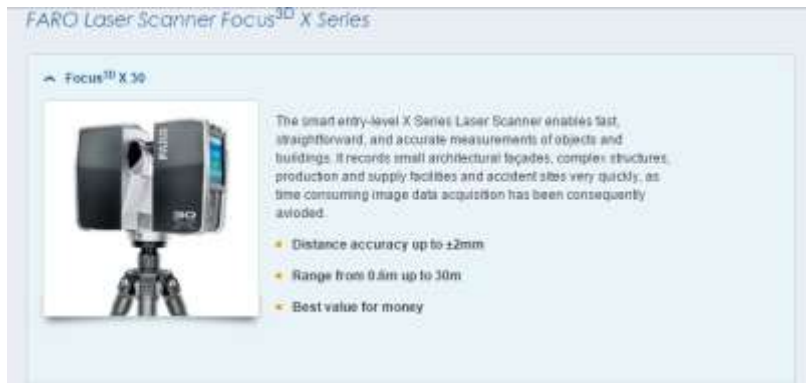 FARO Laser Scanner Focus3D X Series
Focus3D X 30
The smart entry-level X Series Laser Scanner enables fast,
straightforward, and accurate measurements of objects and
buildings. It records small architectural façades, complex structures,
production and supply facilities and accident sites very quickly, as
time consuming image data acquisition has been consequently
avioded.
Distance accuracy up to ±2mm
Range from 0.6m up to 30m
Best value for money
FARO
3D